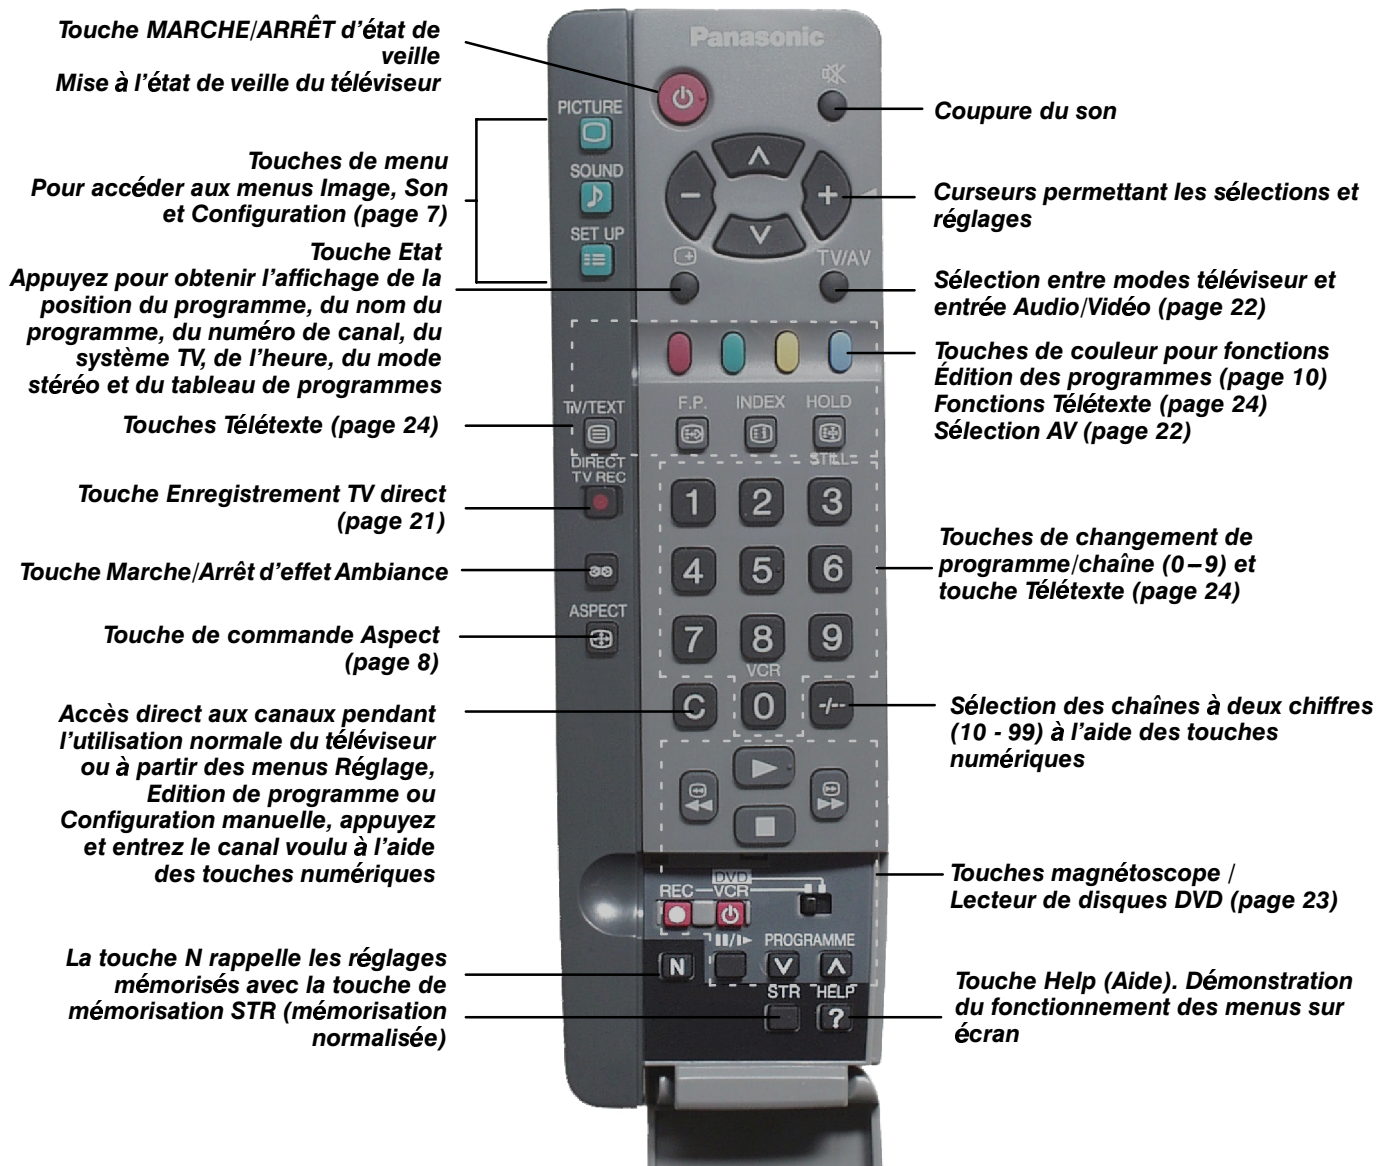 Touche MARCHE/ARRÊT d'état de
veille
Mise à l'état de veille du téléviseur
Touches de menu
Pour accéder aux menus Image, Son
et Configuration (page 7)
Touche Etat
Appuyez pour obtenir l'affichage de la
position du programme, du nom du
programme, du numéro de canal, du
système TV, de l'heure, du mode
stéréo et du tableau de programmes
Touches Télétexte (page 24)
Touche Enregistrement TV direct
(page 21)
Touche Marche/Arrêt d'effet Ambiance
Touche de commande Aspect
(page 8)
Accès direct aux canaux pendant
l'utilisation normale du téléviseur
ou à partir des menus Réglage,
Edition de programme ou
Configuration manuelle, appuyez
et entrez le canal voulu à l'aide
des touches numériques
La touche N rappelle les réglages
mémorisés avec la touche de
mémorisation STR (mémorisation
normalisée)
Panasonic
PICTURE
SOUND
SET UP
TV/AV
TV/TEXT
F.P. INDEX HOLD
DIRECT
TV REC
STILL
1 2 3
4 5 6
ASPECT
7 8 9
VCR
C 0 -/--
DVD
REC VCR
PROGRAMME
N
STR HELP
?
Coupure du son
Curseurs permettant les sélections et
réglages
Sélection entre modes téléviseur et
entrée Audio/Vidéo (page 22)
Touches de couleur pour fonctions
Édition des programmes (page 10)
Fonctions Télétexte (page 24)
Sélection AV (page 22)
Touches de changement de
programme/chaîne (0–9) et
touche Télétexte (page 24)
Sélection des chaînes à deux chiffres
(10 - 99) à l'aide des touches
numériques
Touches magnétoscope /
Lecteur de disques DVD (page 23)
Touche Help (Aide). Démonstration
du fonctionnement des menus sur
écran